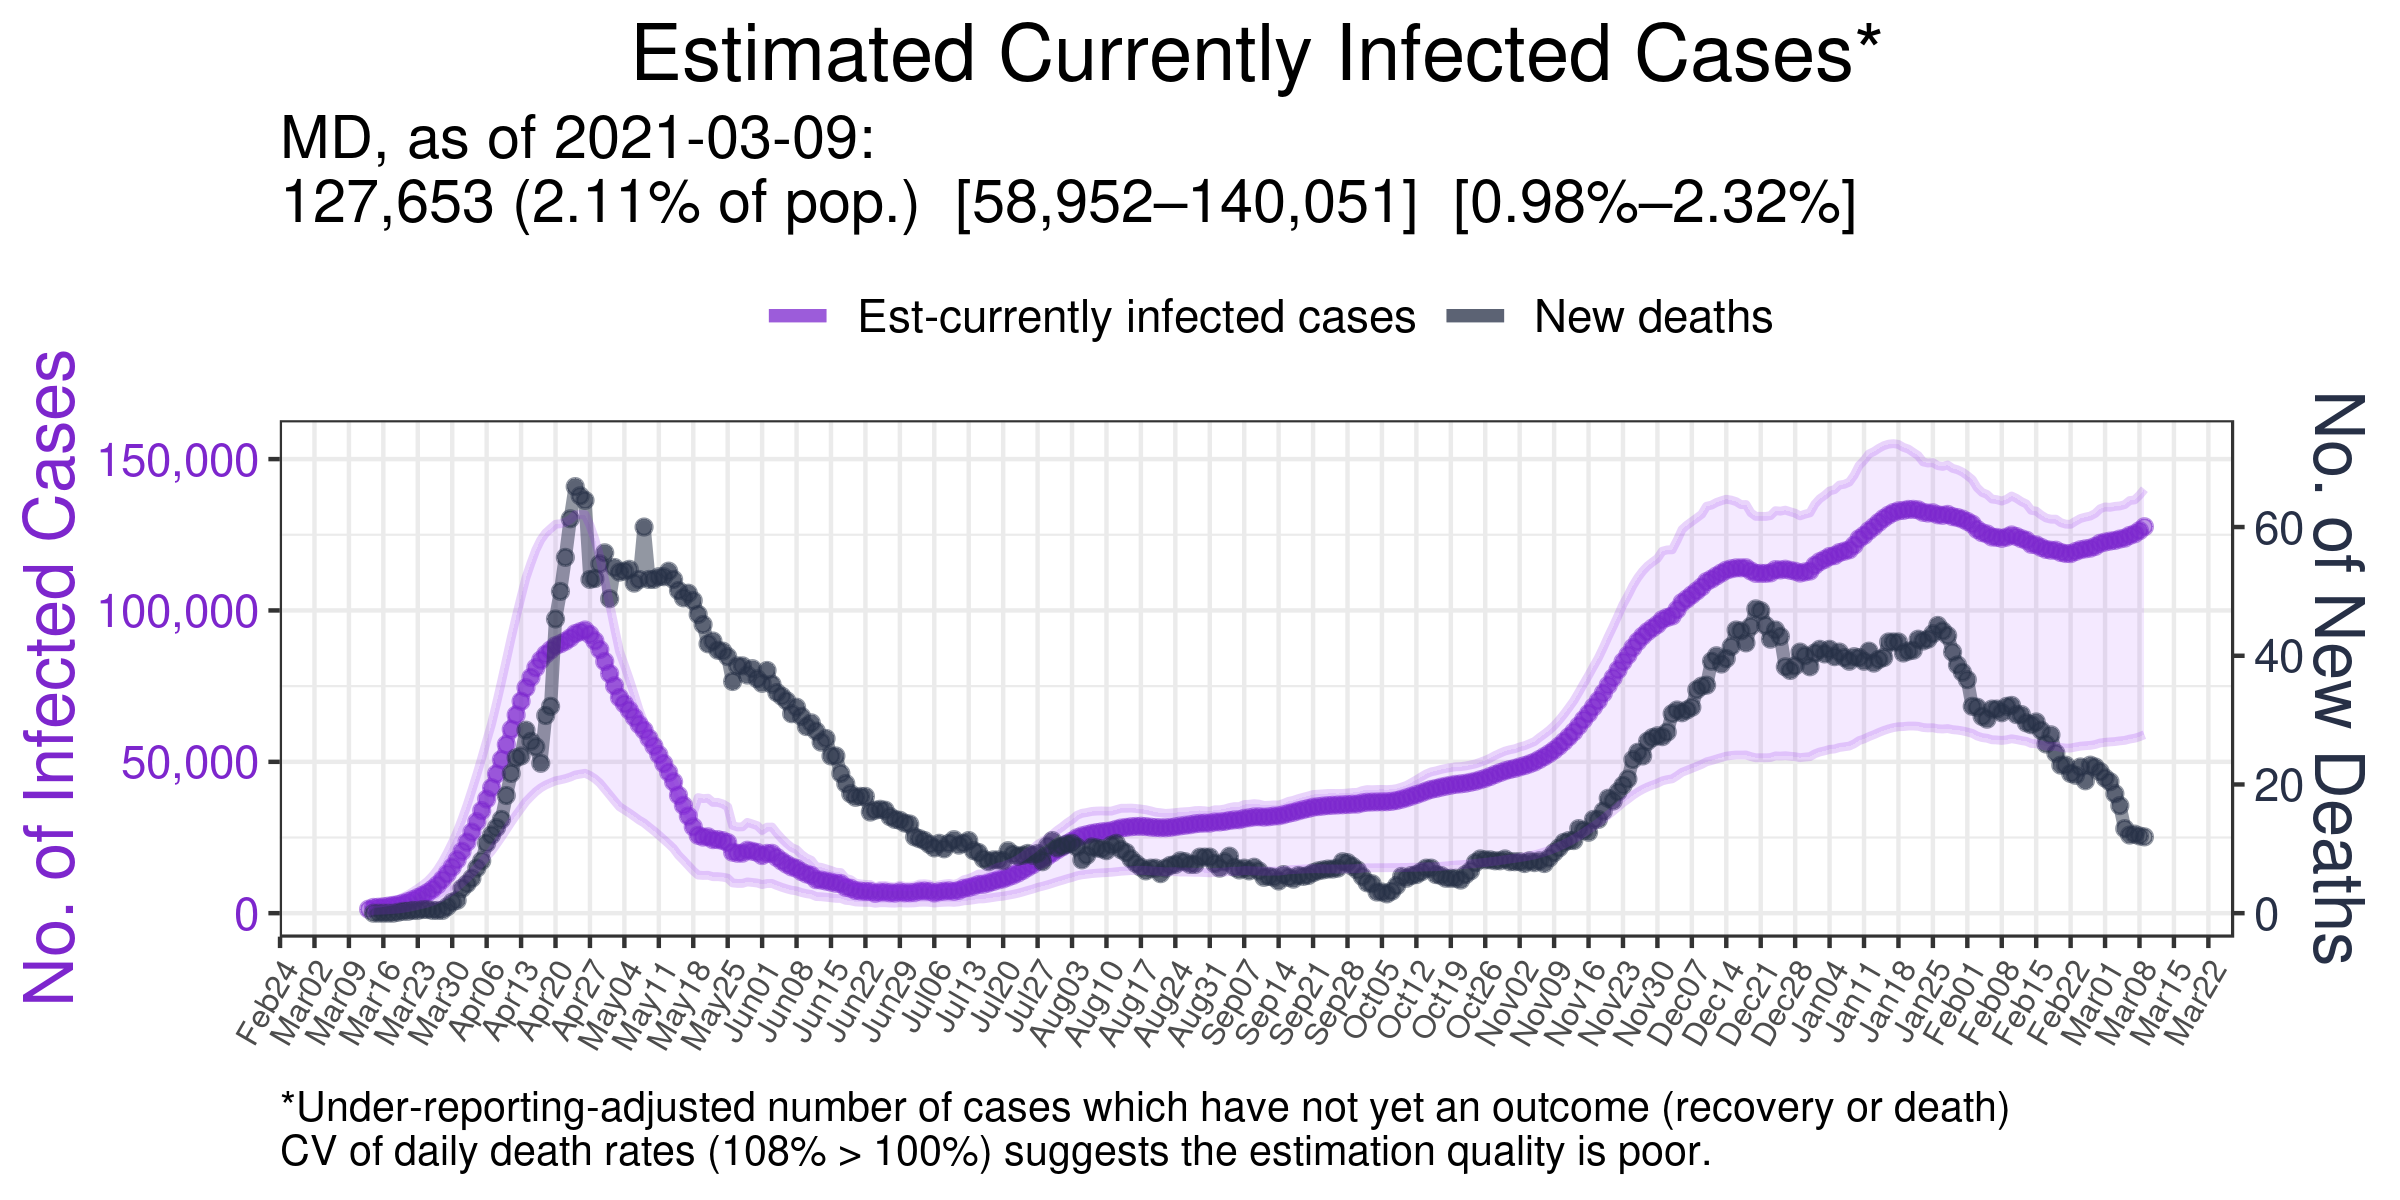 Estimated Currently Infected Cases*
MD, as of 2021-03-09:
127,653 (2.11% of pop.) [58,952–140,051] [0.98%–2.32%]
Est-currently infected cases
New deaths
No. of Infected Cases
150,000
100,000
50,000
0
60
40
20
0
No. of New Deaths
Feb24
Mar02
Mar09
Mar16
Mar23
Mar30
Apr06
Apr13
Apr20
Apr27
May04
May11
May18
May25
Jun01
Jun08
Jun15
Jun22
Jun29
Jul06
Jul13
Jul20
Jul27
Aug03
Aug10
Aug17
Aug24
Aug31
Sep07
Sep14
Sep21
Sep28
Oct05
Oct12
Oct19
Oct26
Nov02
Nov09
Nov16
Nov23
Nov30
Dec07
Dec14
Dec21
Dec28
Jan04
Jan11
Jan18
Jan25
Feb01
Feb08
Feb15
Feb22
Mar01
Mar08
Mar15
Mar22
*Under-reporting-adjusted number of cases which have not yet an outcome (recovery or death)
CV of daily death rates (108% > 100%) suggests the estimation quality is poor.